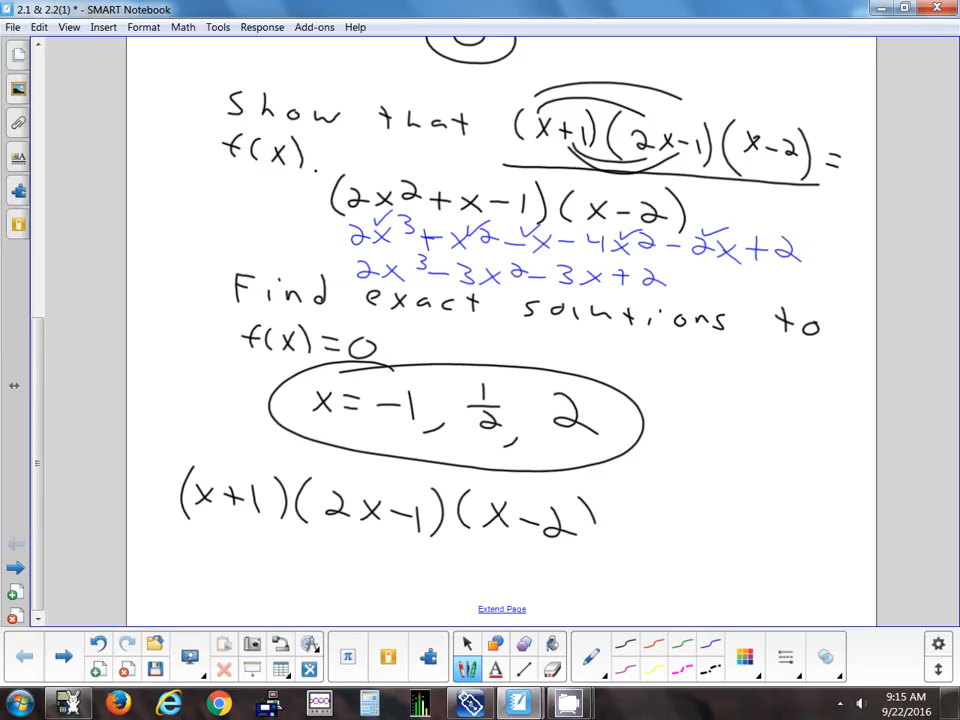 2.1 & 2.2(1) * - SMART Notebook
File Edit View Insert Format Math Tools Response Add-ons Help
Show that (x+1)(2x-1)(x-2) =
f(x).
(2x²+x-1)(x-2)
2x³+x²-x-4x²-2x+2
2x³-3x²-3x+2
Find exact solutions to
f(x)=0
x=-1, 1/2, 2
(x+1)(2x-1)(x-2)
Extend Page
9:15 AM
9/22/2016